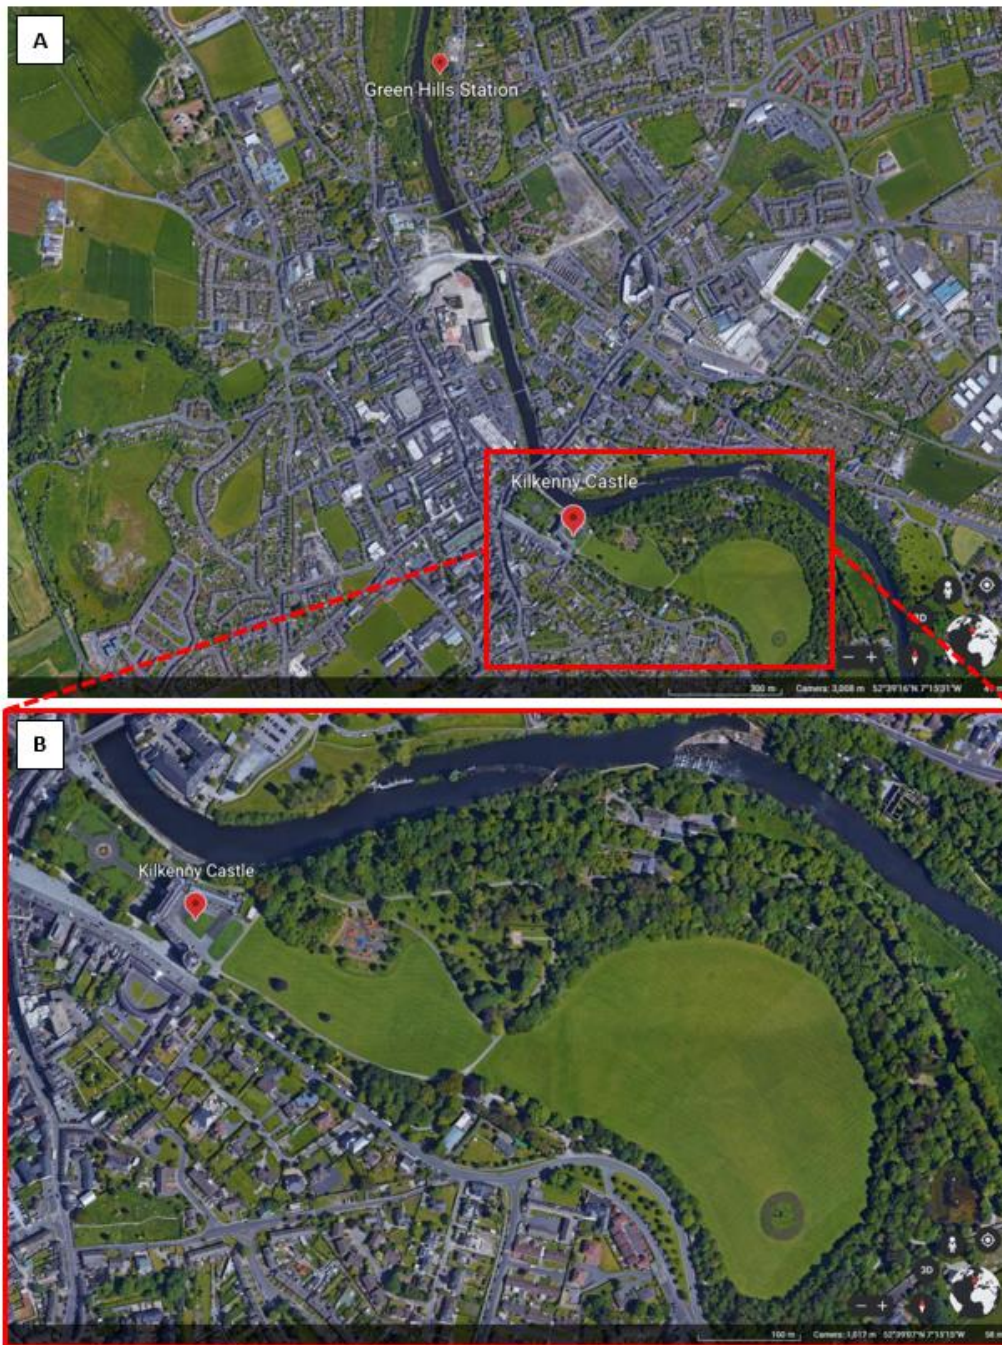 A
Green Hills Station
Kilkenny Castle
300 m Camera: 3,008 m 52°39'16"N 7°15'31"W
B
Kilkenny Castle
3D
100 m Camera: 1,017 m 52°39'07"N 7°15'15"W 58 m